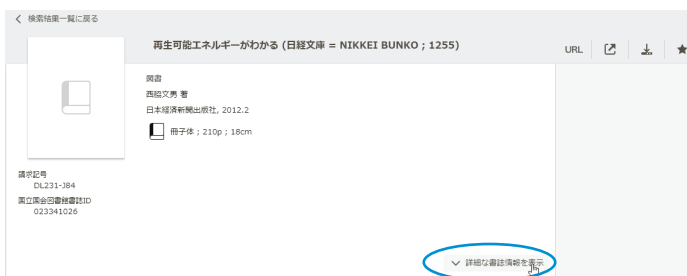 検索結果一覧に戻る
再生可能エネルギーがわかる (日経文庫 = NIKKEI BUNKO ; 1255)
URL
図書
西脇文男 著
日本経済新聞出版社, 2012.2
冊子体 ; 210p ; 18cm
請求記号
DL231-J84
国立国会図書館書誌ID
023341026
詳細な書誌情報を表示